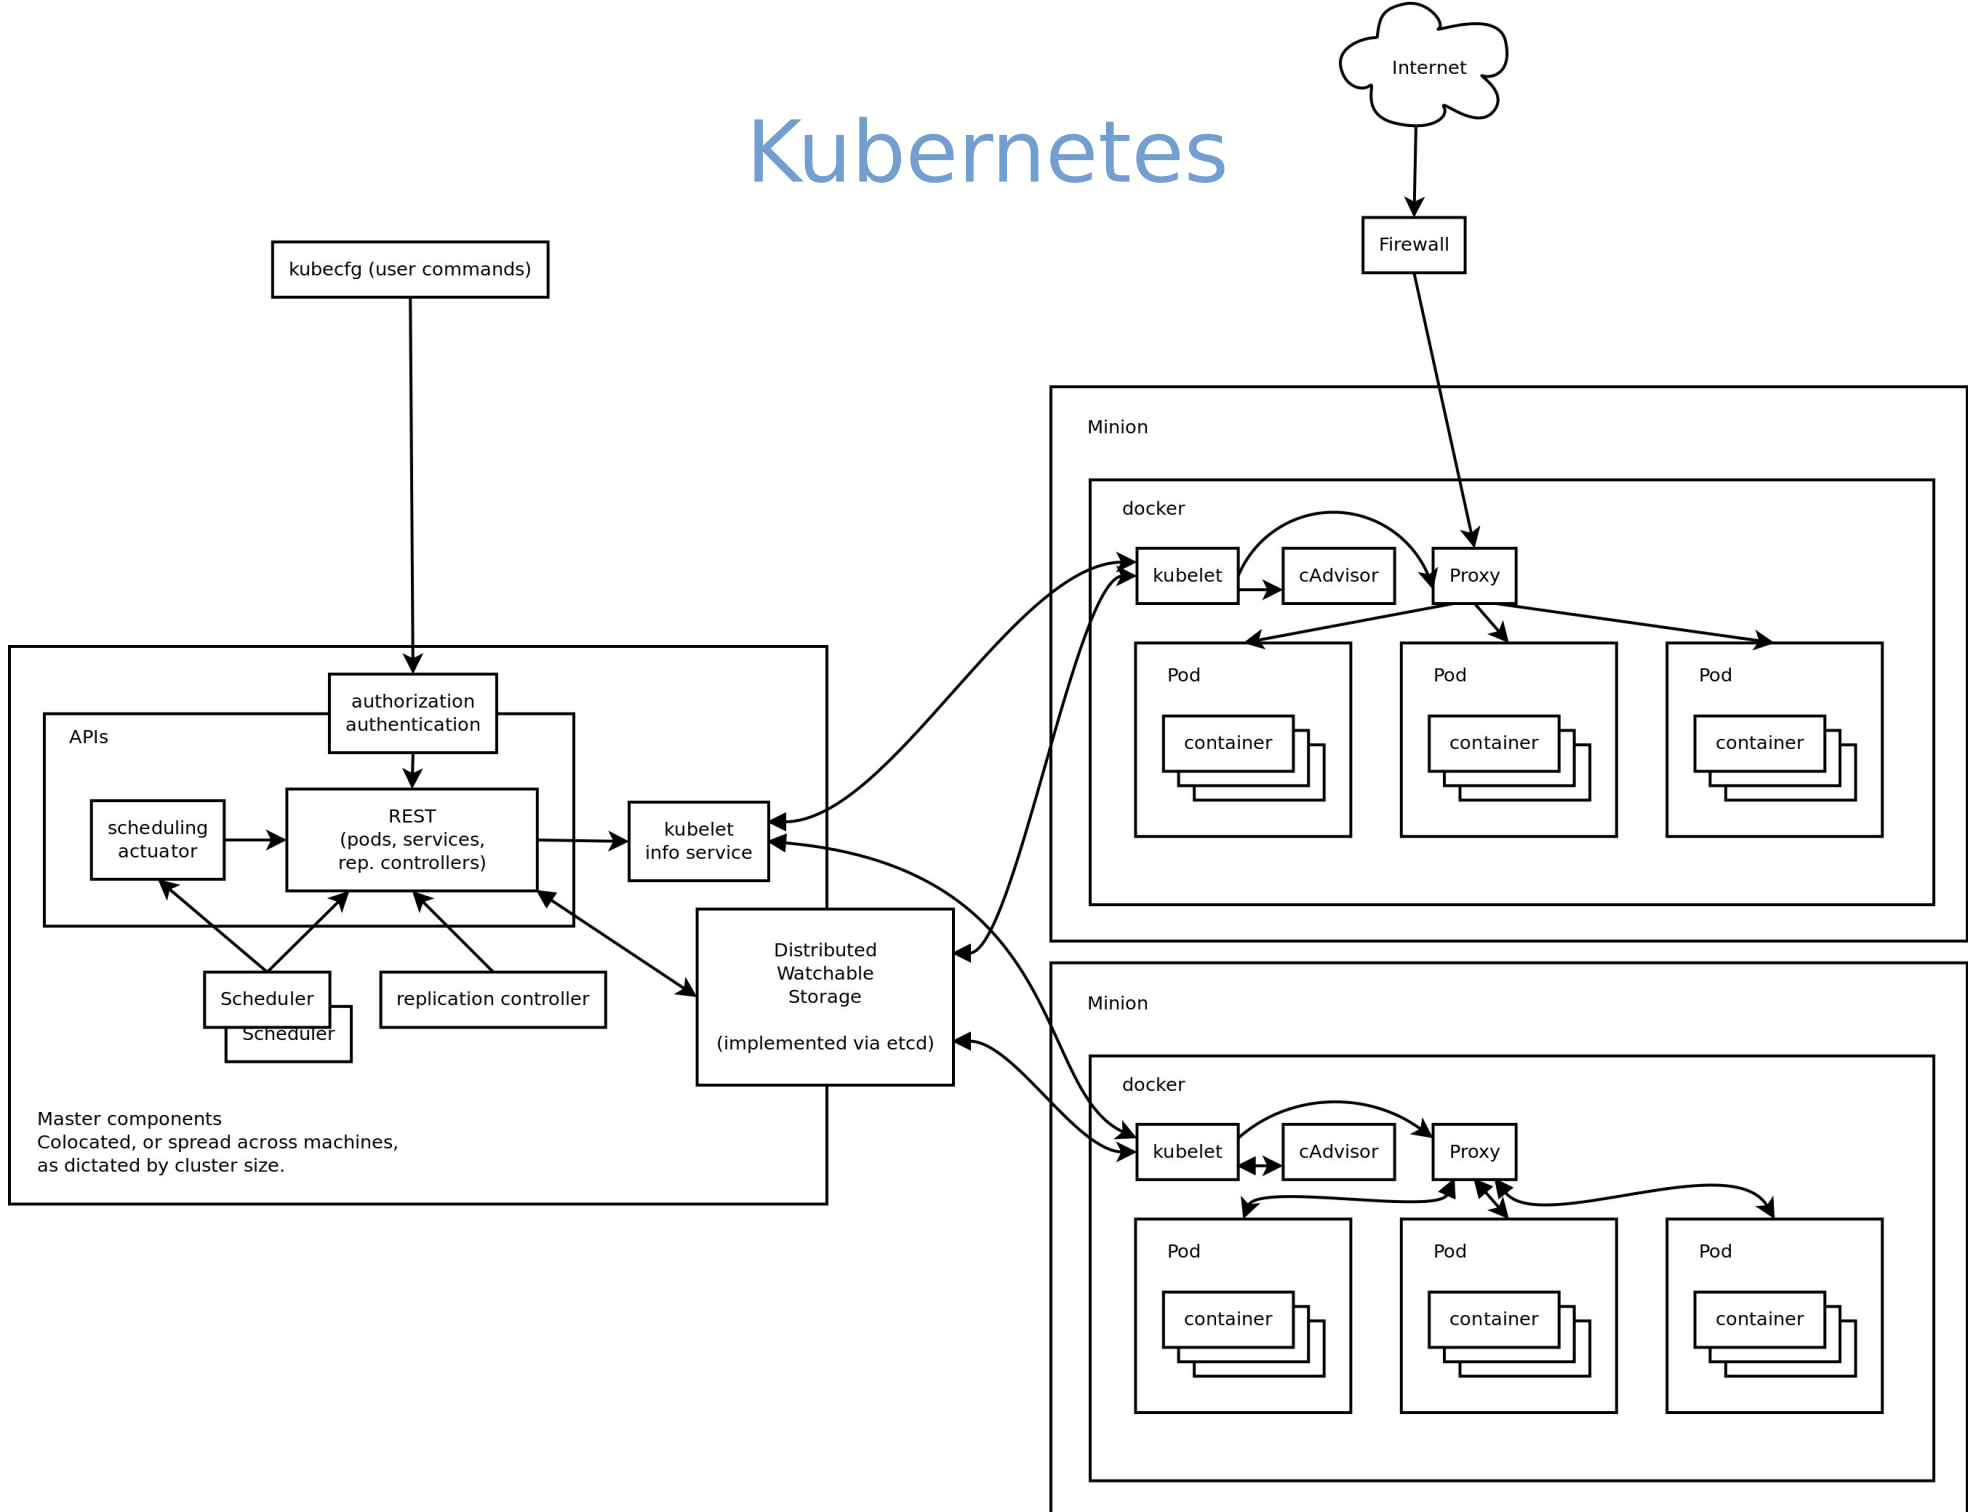 Internet
Kubernetes
Firewall
kubecfg (user commands)
Minion
docker
kubelet
cAdvisor
Proxy
Pod
Pod
Pod
container
container
container
authorization
authentication
APIs
scheduling
actuator
REST
(pods, services,
rep. controllers)
kubelet
info service
Distributed
Watchable
Storage
(implemented via etcd)
Scheduler
Scheduler
replication controller
Master components
Colocated, or spread across machines,
as dictated by cluster size.
Minion
docker
kubelet
cAdvisor
Proxy
Pod
Pod
Pod
container
container
container